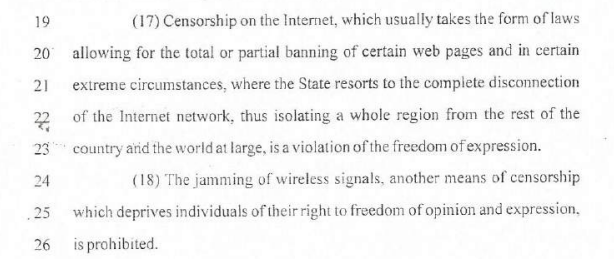 19 (17) Censorship on the Internet, which usually takes the form of laws
20 allowing for the total or partial banning of certain web pages and in certain
21 extreme circumstances, where the State resorts to the complete disconnection
22 of the Internet network, thus isolating a whole region from the rest of the
23 country and the world at large, is a violation of the freedom of expression.
24 (18) The jamming of wireless signals, another means of censorship
25 which deprives individuals of their right to freedom of opinion and expression,
26 is prohibited.